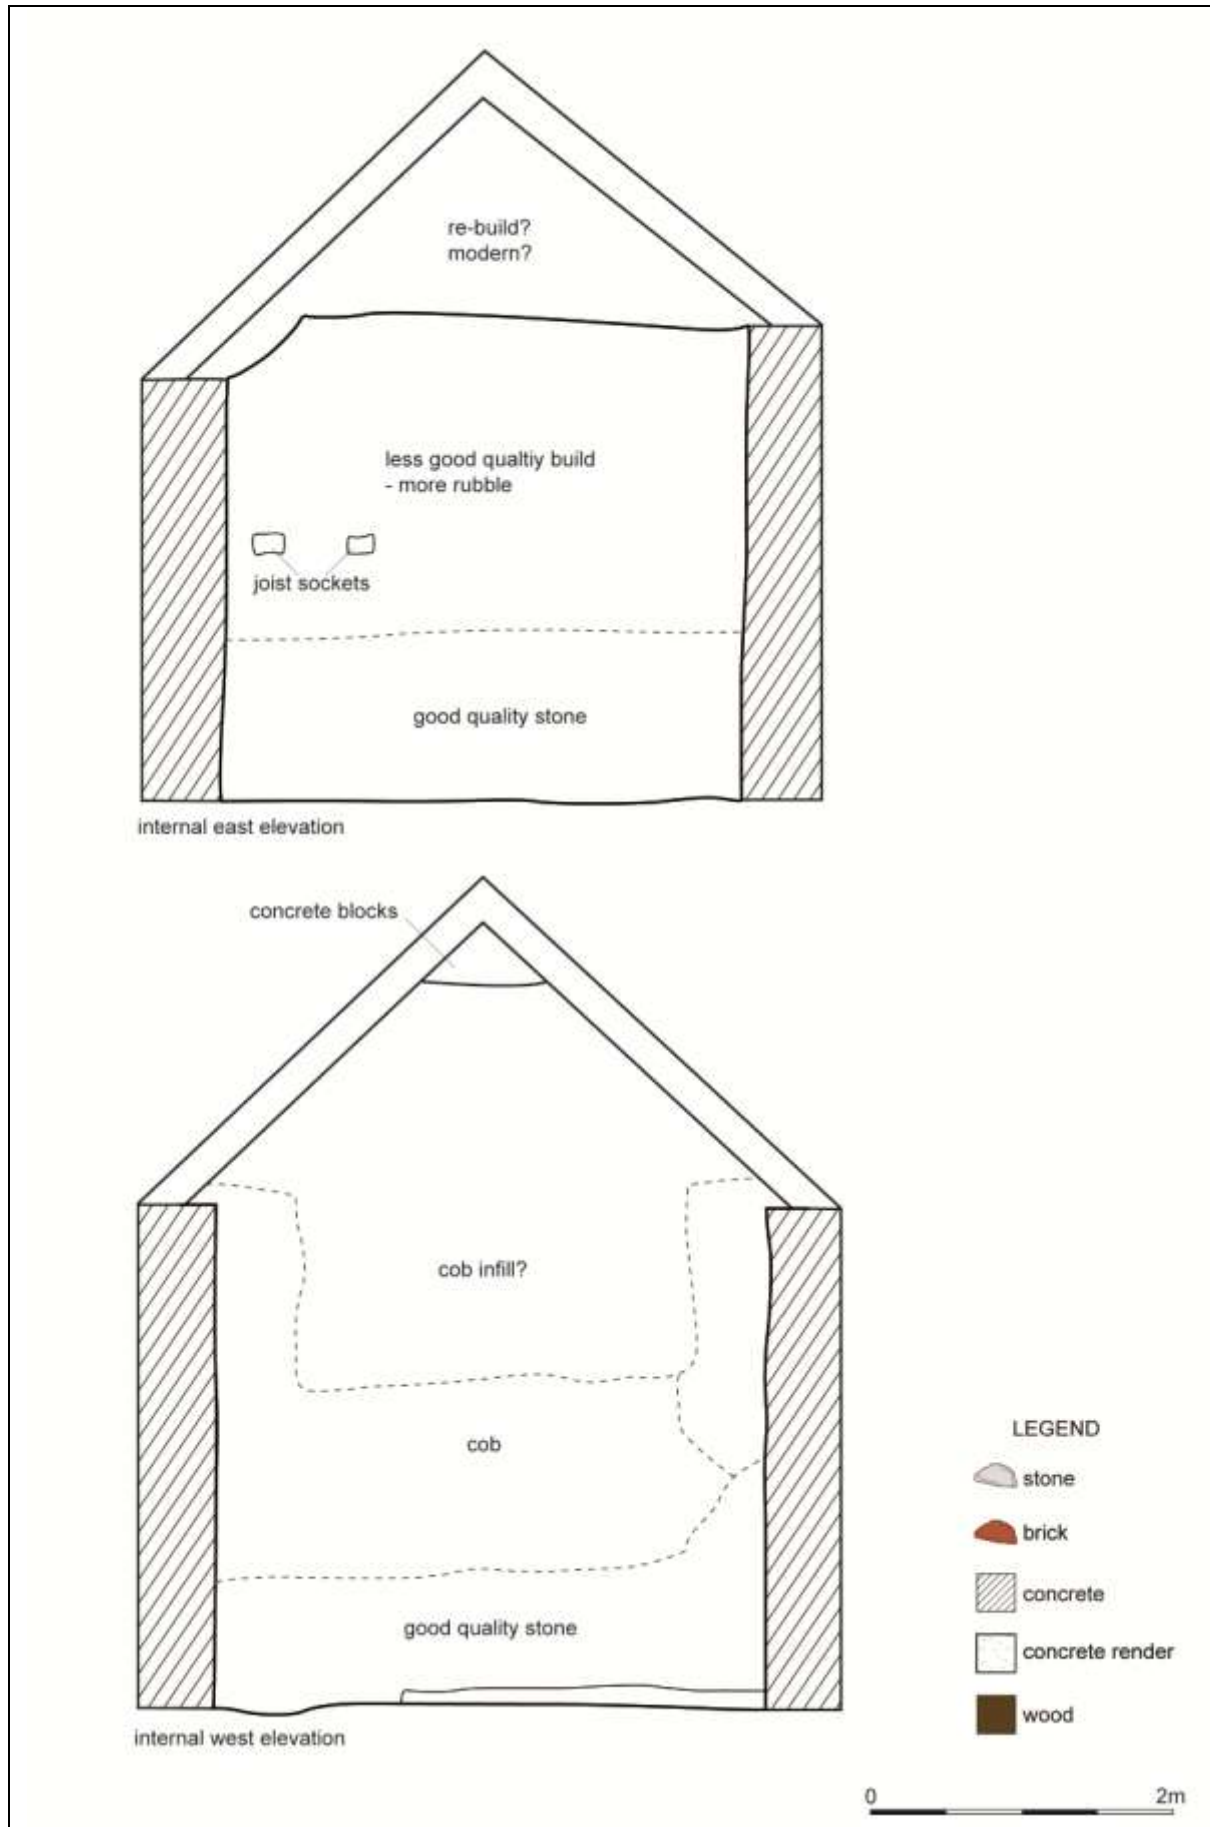 re-build?
modern?
less good qualtiy build
- more rubble
joist sockets
good quality stone
internal east elevation
concrete blocks
cob infill?
cob
good quality stone
internal west elevation
LEGEND
stone
brick
concrete
concrete render
wood
0 2m